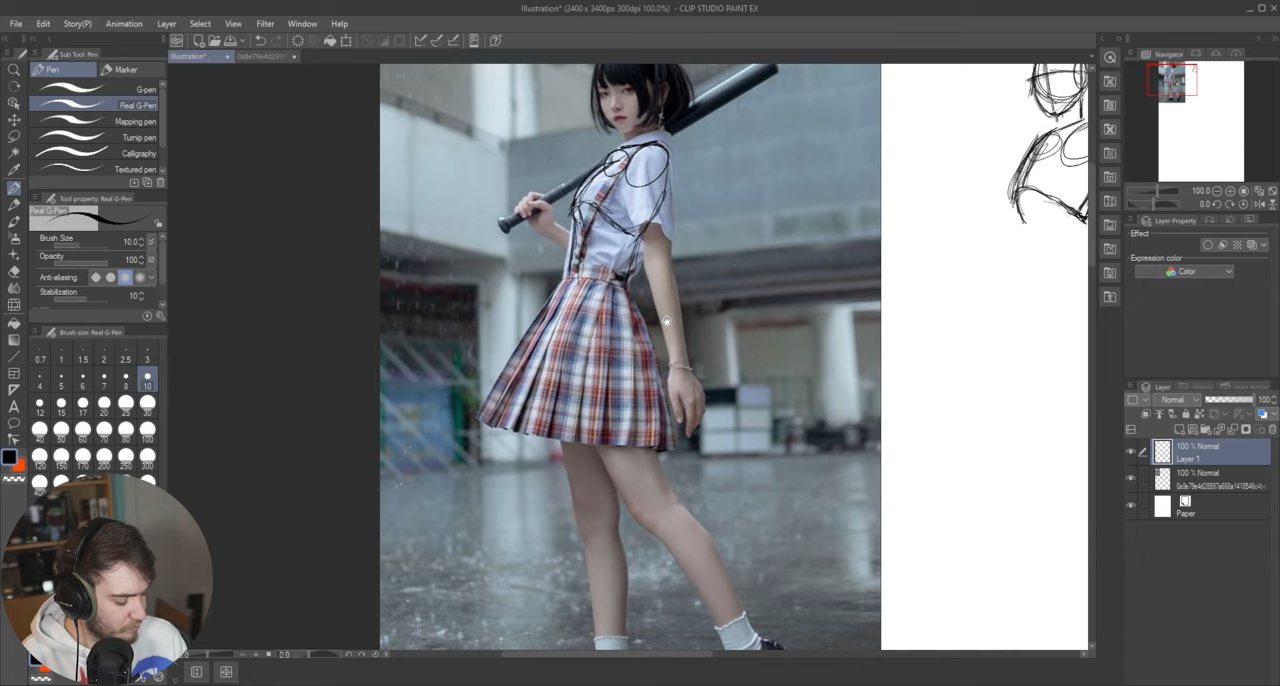 Illustration* (2400 x 3400px 300dpi 100.0%) - CLIP STUDIO PAINT EX
File Edit Story(P) Animation Layer Select View Filter Window Help
Illustration*
Sub Tool: Pen
Pen Marker
G-pen
Real G-Pen
Mapping pen
Turnip pen
Calligraphy
Textured pen
Tool property: Real G-Pen
Real G-Pen
Brush Size 10.0
Opacity 100
Anti-aliasing
Stabilization 10
Brush size: Real G-Pen
0.7 1 1.5 2 2.5 3
4 5 6 7 8 10
12 15 17 20 25 30
40 50 60 70 80 100
120 150 170 200 250 300
Navigator
100.0
0.0
Layer Property
Effect
Expression color
Color
Layer
Normal 100
100 % Normal
Layer 1
100 % Normal
100 % Normal
Paper